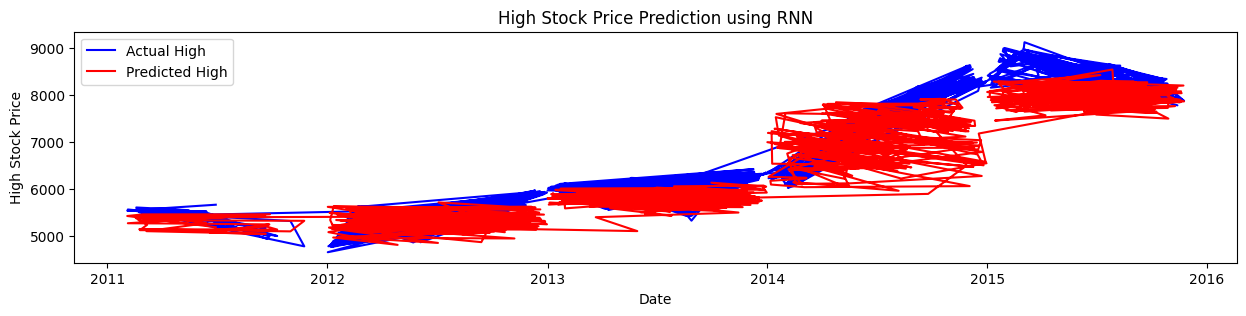 High Stock Price Prediction using RNN
Actual High
Predicted High
High Stock Price
9000
8000
7000
6000
5000
2011 2012 2013 2014 2015 2016
Date